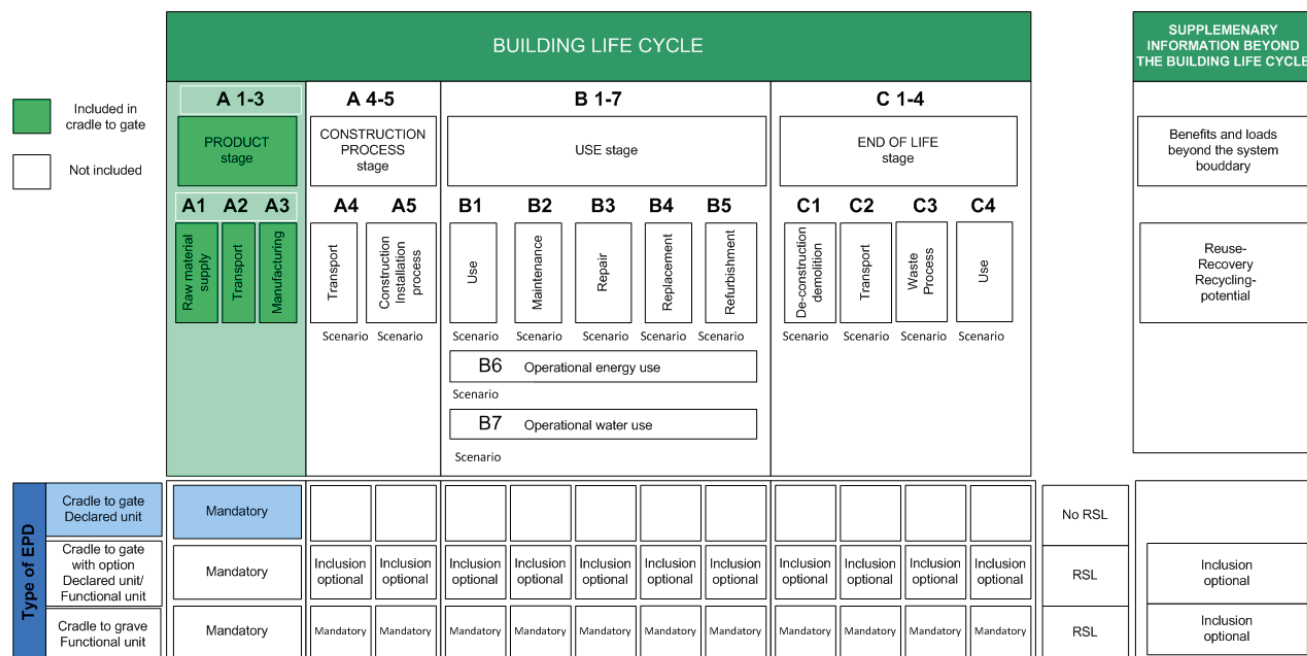 BUILDING LIFE CYCLE
SUPPLEMENARY
INFORMATION BEYOND
THE BUILDING LIFE CYCLE
Included in
cradle to gate
Not included
A 1-3
A 4-5
B 1-7
C 1-4
PRODUCT
stage
CONSTRUCTION
PROCESS
stage
USE stage
END OF LIFE
stage
Benefits and loads
beyond the system
bouddary
A1 A2 A3 A4 A5 B1 B2 B3 B4 B5 C1 C2 C3 C4
Raw material
supply
Transport
Manufacturing
Transport
Construction
Installation
process
Use
Maintenance
Repair
Replacement
Refurbishment
De-construction
demolition
Transport
Waste
Process
Use
Reuse-
Recovery
Recycling-
potential
Scenario Scenario Scenario Scenario Scenario Scenario Scenario Scenario Scenario Scenario Scenario
B6 Operational energy use
Scenario
B7 Operational water use
Scenario
Type of EPD
Cradle to gate
Declared unit
Mandatory
No RSL
Cradle to gate
with option
Declared unit/
Functional unit
Mandatory
Inclusion
optional
Inclusion
optional
Inclusion
optional
Inclusion
optional
Inclusion
optional
Inclusion
optional
Inclusion
optional
Inclusion
optional
Inclusion
optional
Inclusion
optional
Inclusion
optional
RSL
Inclusion
optional
Cradle to grave
Functional unit
Mandatory
Mandatory Mandatory Mandatory Mandatory Mandatory Mandatory Mandatory Mandatory Mandatory Mandatory Mandatory
RSL
Inclusion
optional